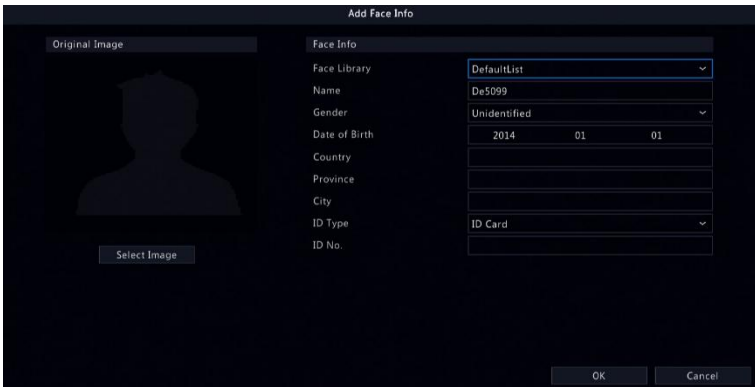 Add Face Info
Original Image
Select Image
Face Info
Face Library DefaultList
Name De5099
Gender Unidentified
Date of Birth 2014 01 01
Country
Province
City
ID Type ID Card
ID No.
OK Cancel